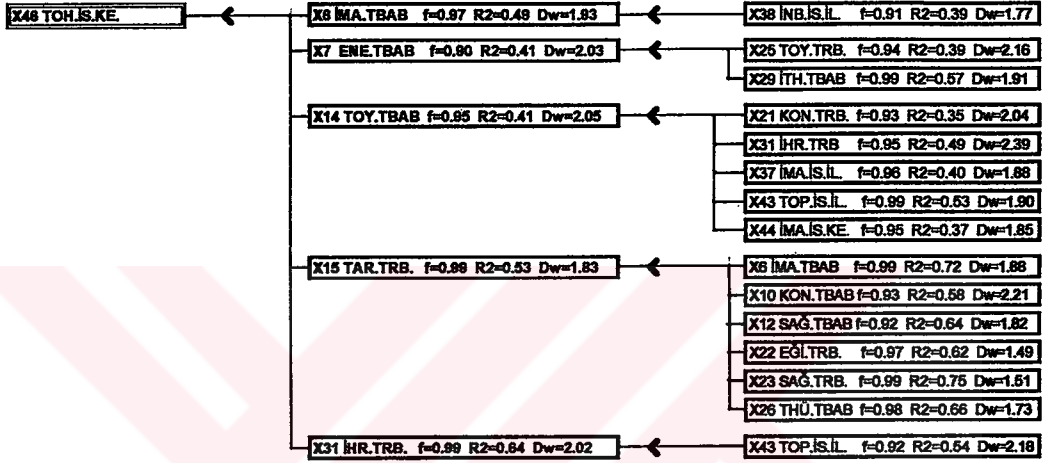 X46 TOH.İS.KE.
X6 İMA.TBAB f=0.97 R2=0.49 Dw=1.93
X38 İNB.İS.İL. f=0.91 R2=0.39 Dw=1.77
X7 ENE.TBAB f=0.90 R2=0.41 Dw=2.03
X25 TOY.TRB. f=0.94 R2=0.39 Dw=2.16
X29 İTH.TBAB f=0.99 R2=0.57 Dw=1.91
X14 TOY.TBAB f=0.95 R2=0.41 Dw=2.05
X21 KON.TRB. f=0.93 R2=0.35 Dw=2.04
X31 İHR.TRB f=0.95 R2=0.49 Dw=2.39
X37 İMA.İS.İL. f=0.96 R2=0.40 Dw=1.88
X43 TOP.İS.İL. f=0.99 R2=0.53 Dw=1.90
X44 İMA.İS.KE. f=0.95 R2=0.37 Dw=1.85
X15 TAR.TRB. f=0.99 R2=0.53 Dw=1.83
X6 İMA.TBAB f=0.99 R2=0.72 Dw=1.88
X10 KON.TBAB f=0.93 R2=0.58 Dw=2.21
X12 SAĞ.TBAB f=0.92 R2=0.64 Dw=1.82
X22 EĞİ.TRB. f=0.97 R2=0.62 Dw=1.49
X23 SAĞ.TRB. f=0.99 R2=0.75 Dw=1.51
X26 THÜ.TBAB f=0.98 R2=0.66 Dw=1.73
X31 İHR.TRB. f=0.99 R2=0.64 Dw=2.02
X43 TOP.İS.İL. f=0.92 R2=0.54 Dw=2.18